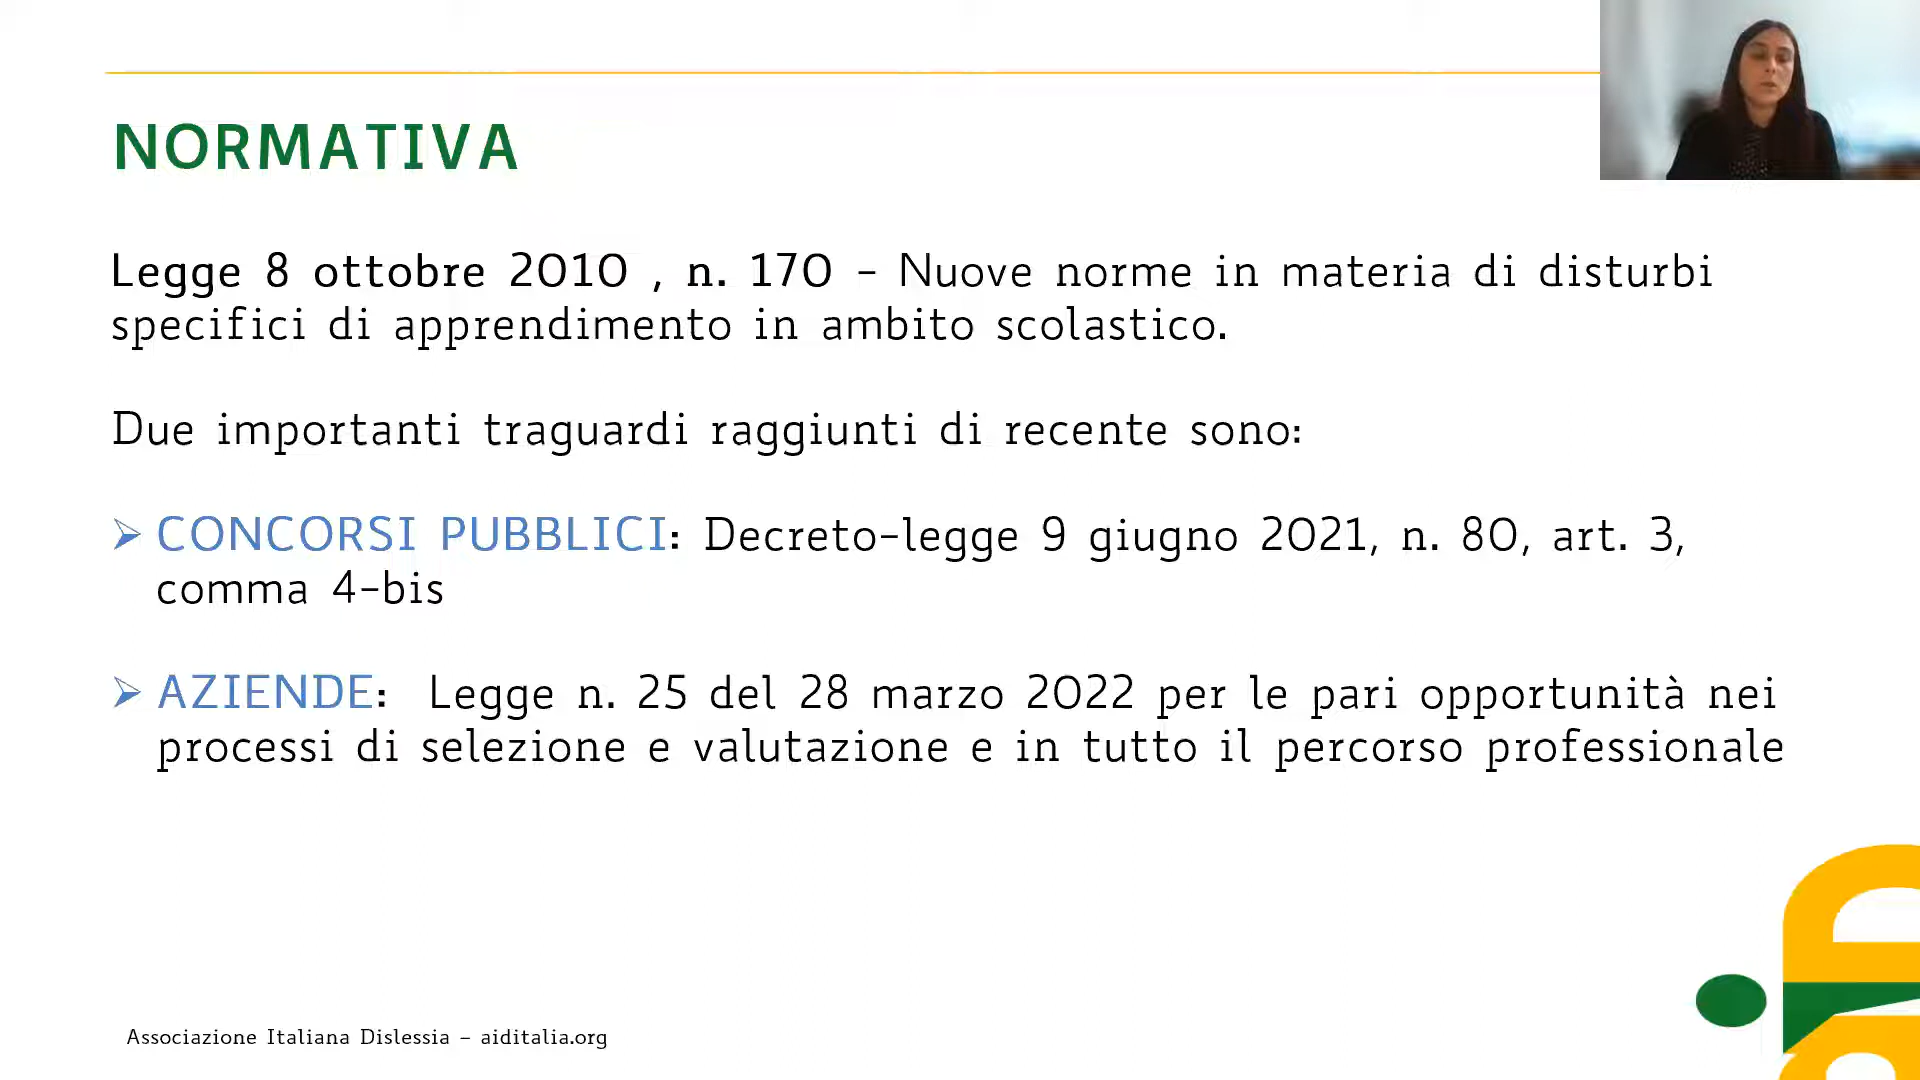 NORMATIVA
Legge 8 ottobre 2010 , n. 170 – Nuove norme in materia di disturbi
specifici di apprendimento in ambito scolastico.
Due importanti traguardi raggiunti di recente sono:
➢ CONCORSI PUBBLICI: Decreto-legge 9 giugno 2021, n. 80, art. 3,
comma 4-bis
➢ AZIENDE: Legge n. 25 del 28 marzo 2022 per le pari opportunità nei
processi di selezione e valutazione e in tutto il percorso professionale
Associazione Italiana Dislessia – aiditalia.org